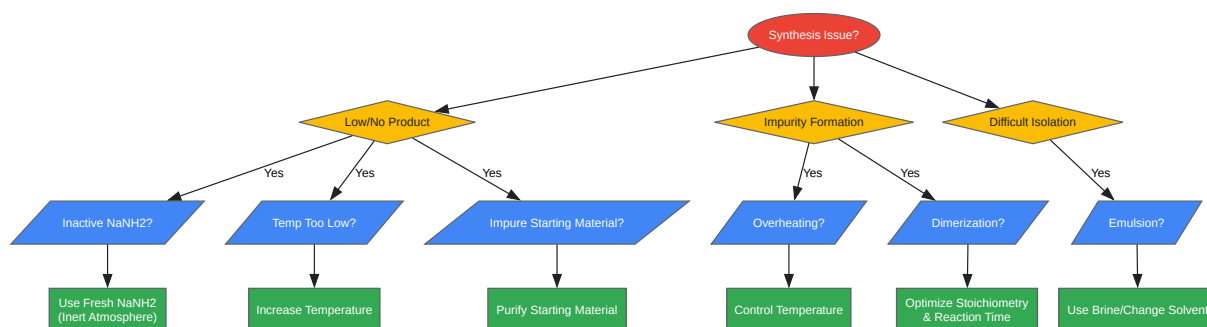 Synthesis Issue?
Low/No Product
Impurity Formation
Difficult Isolation
Yes
Yes
Yes
Yes
Yes
Yes
Inactive NaNH2?
Temp Too Low?
Impure Starting Material?
Overheating?
Dimerization?
Emulsion?
Use Fresh NaNH2
(Inert Atmosphere)
Increase Temperature
Purify Starting Material
Control Temperature
Optimize Stoichiometry
& Reaction Time
Use Brine/Change Solvent